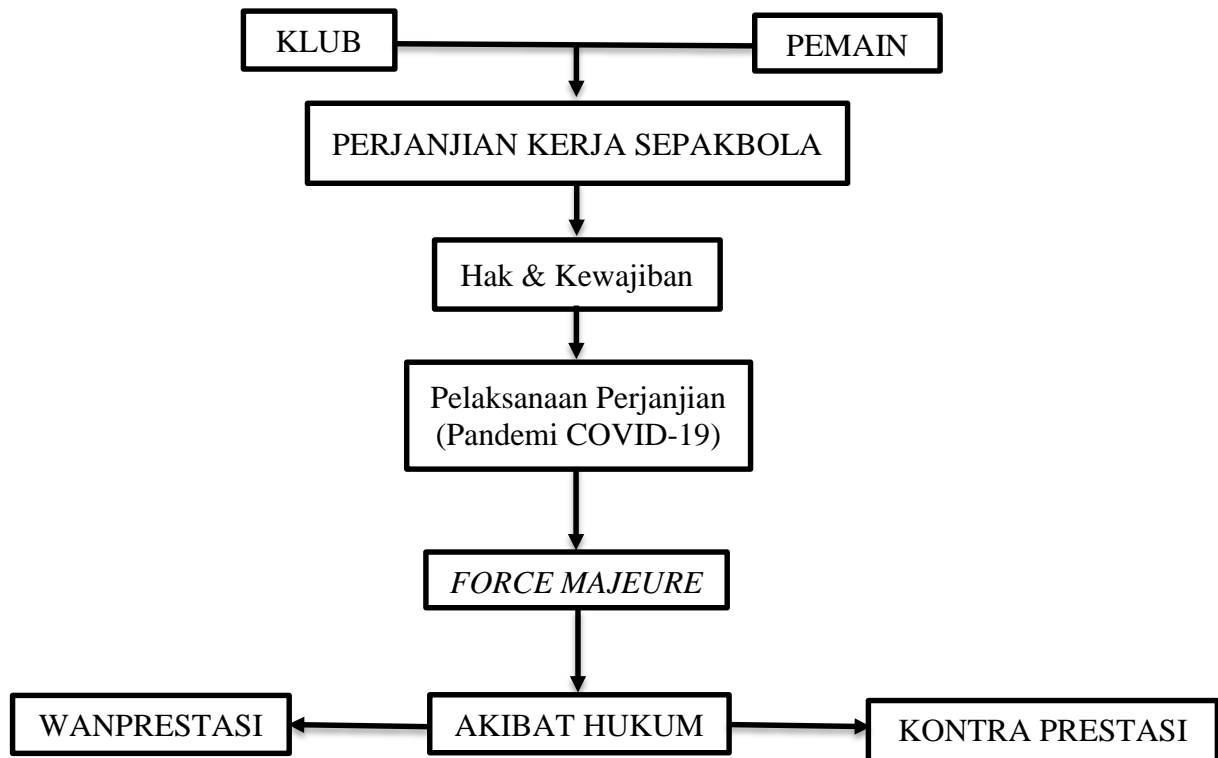 KLUB
PEMAIN
PERJANJIAN KERJA SEPAKBOLA
Hak & Kewajiban
Pelaksanaan Perjanjian
(Pandemi COVID-19)
FORCE MAJEURE
WANPRESTASI
AKIBAT HUKUM
KONTRA PRESTASI